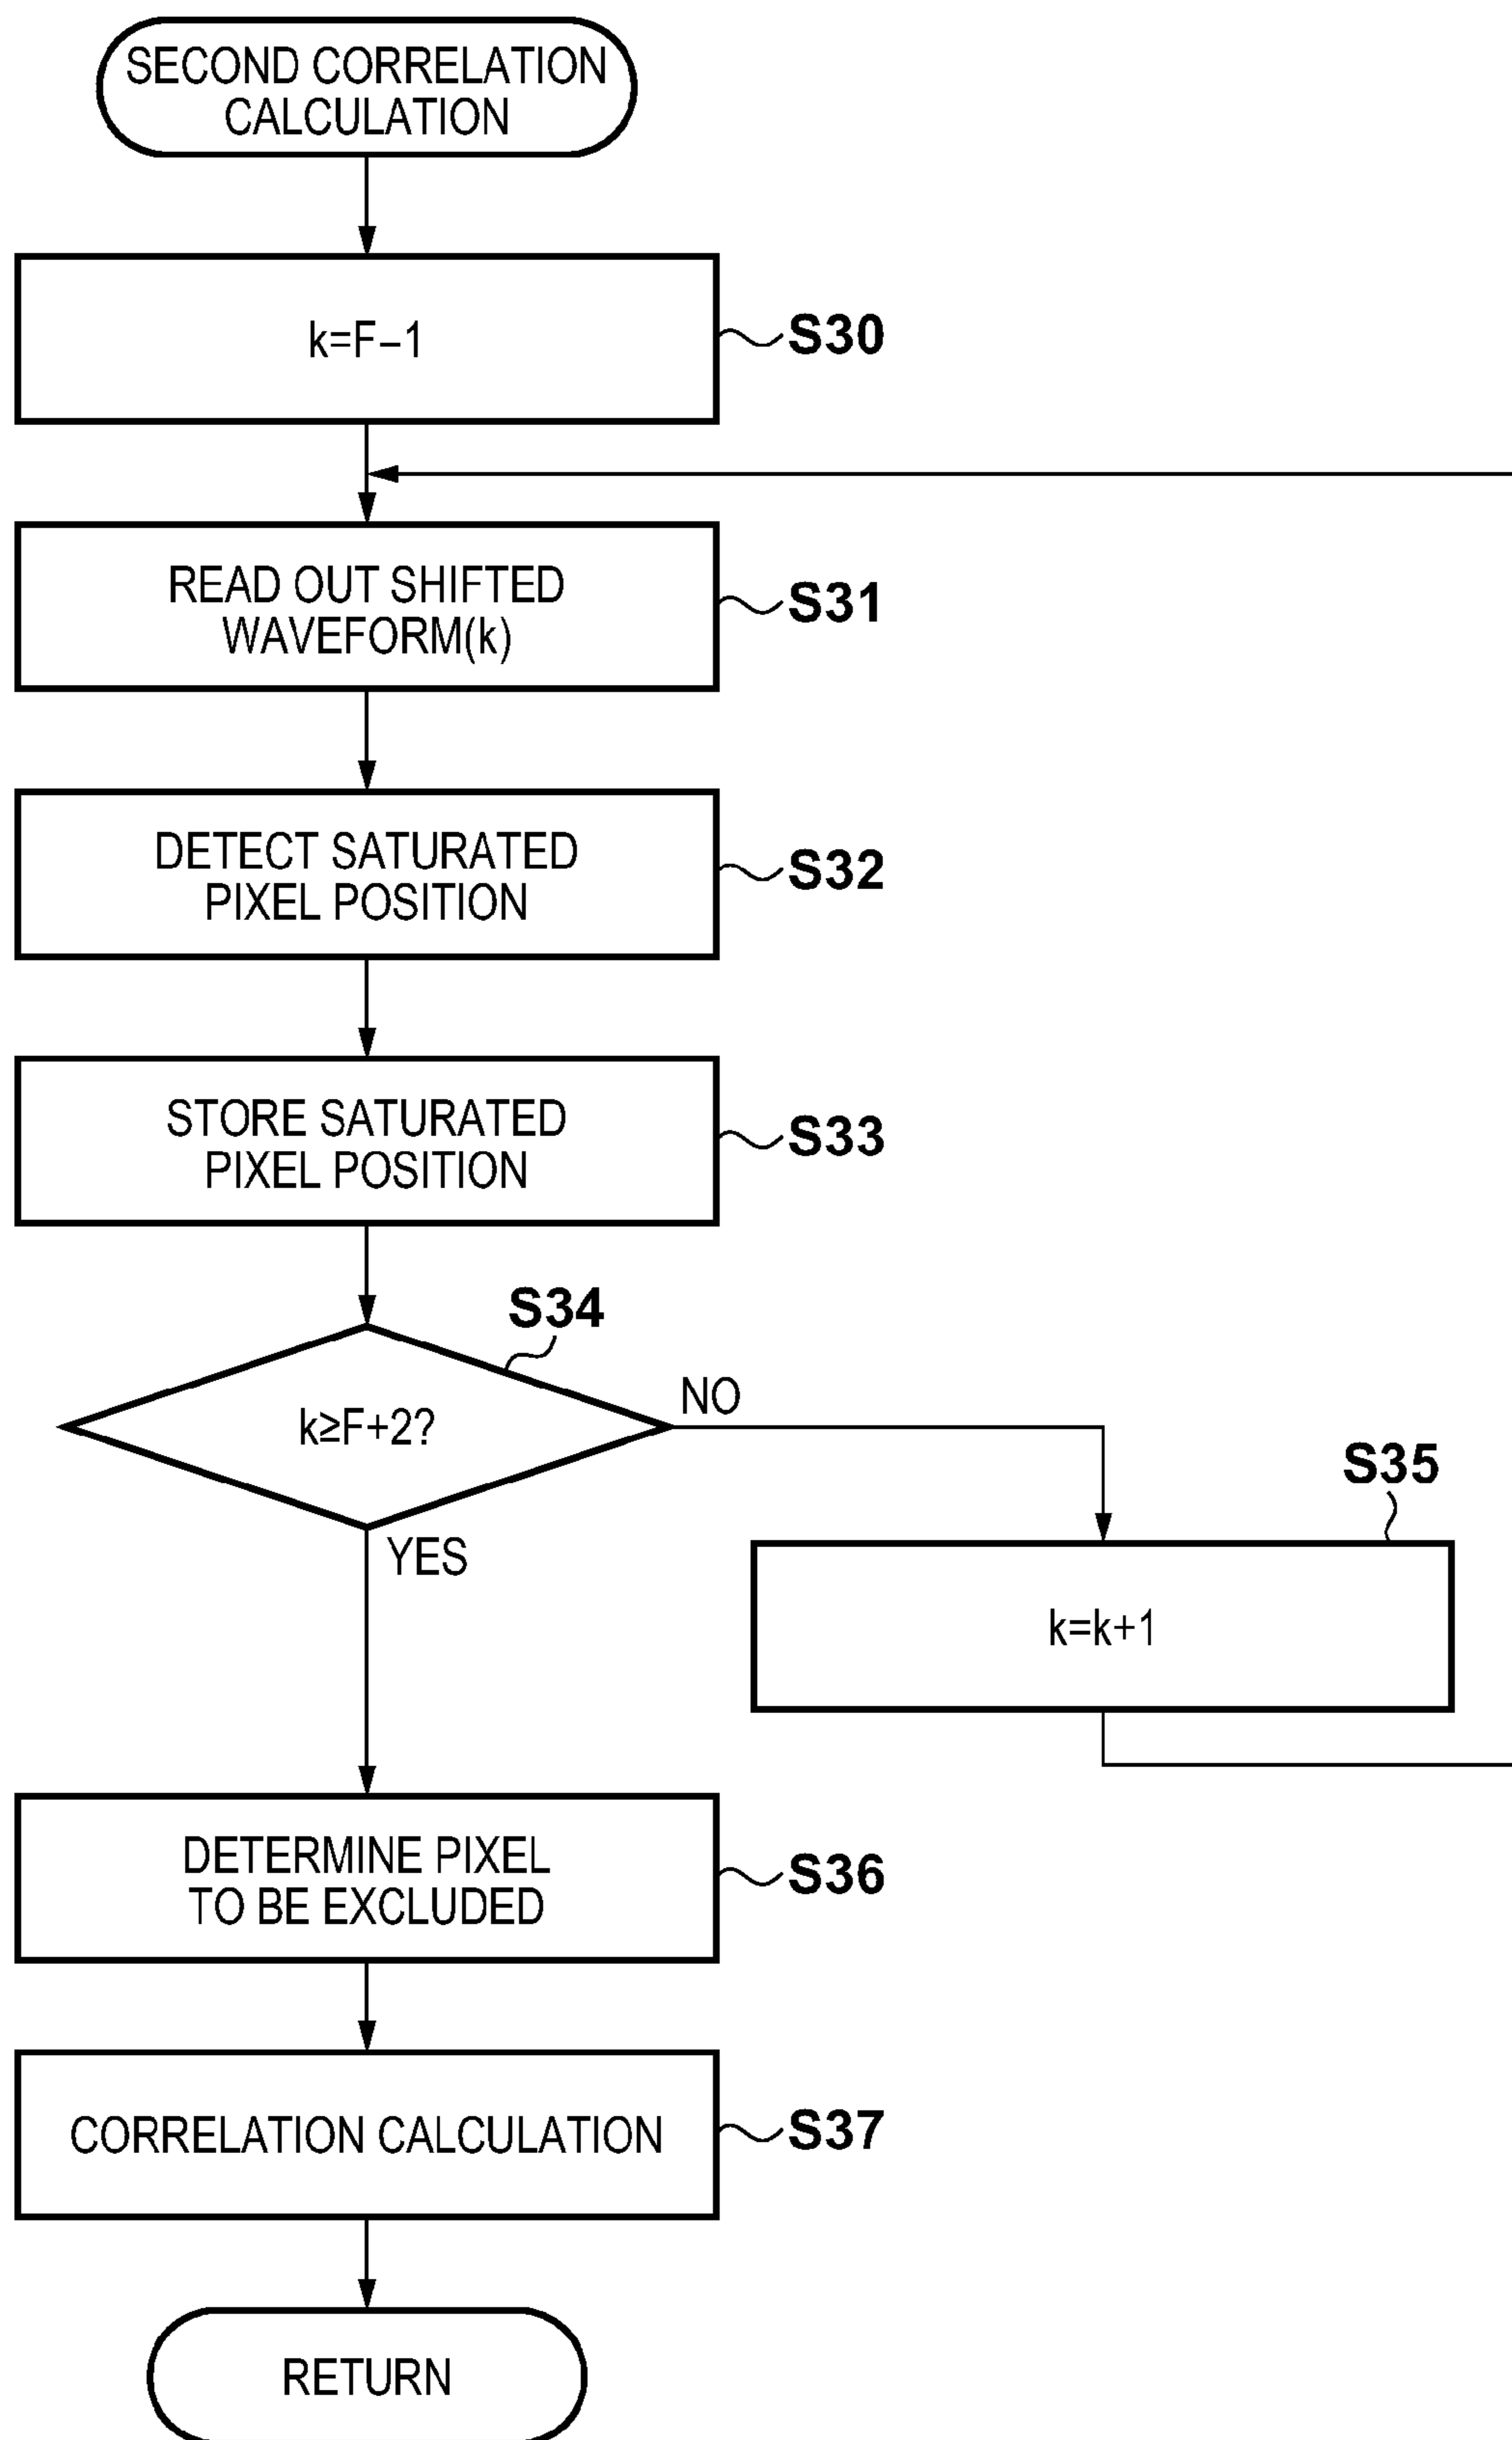 SECOND CORRELATION
CALCULATION
k=F−1
S30
READ OUT SHIFTED
WAVEFORM(k)
S31
DETECT SATURATED
PIXEL POSITION
S32
STORE SATURATED
PIXEL POSITION
S33
S34
k≥F+2?
NO
YES
S35
k=k+1
DETERMINE PIXEL
TO BE EXCLUDED
S36
CORRELATION CALCULATION
S37
RETURN